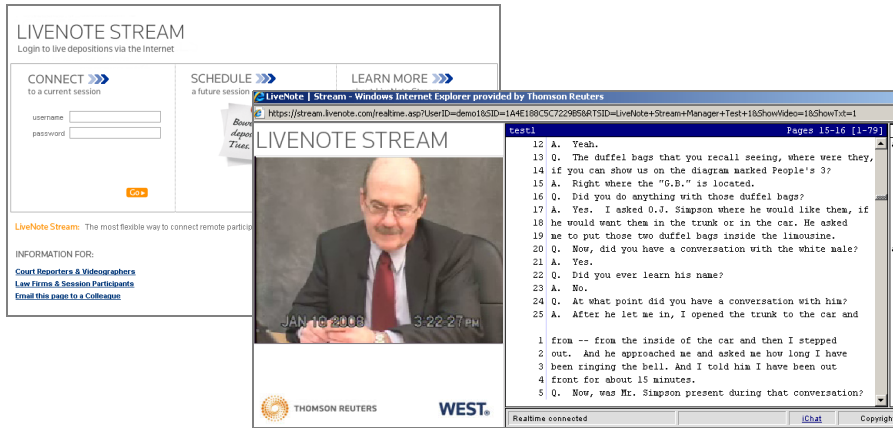 LIVENOTE STREAM
Login to live depositions via the Internet
CONNECT >>>
to a current session
username
password
Go
SCHEDULE >>>
a future session
LEARN MORE >>>
Tues.
LiveNote Stream: The most flexible way to connect remote particip
INFORMATION FOR:
Court Reporters & Videographers
Law Firms & Session Participants
Email this page to a Colleague
LiveNote | Stream - Windows Internet Explorer provided by Thomson Reuters
https://stream.livenote.com/realtime.asp?UserID=demo1&SID=1A4E188C5C7229B5&RTSID=LiveNote+Stream+Manager+Test+1&ShowVideo=1&ShowTxt=1
LIVENOTE STREAM
JAN 10 2008 3:22:27 PM
THOMSON REUTERS
WEST®
test1 Pages 15-16 [1-79]
12 A. Yeah.
13 Q. The duffel bags that you recall seeing, where were they,
14 if you can show us on the diagram marked People's 3?
15 A. Right where the "G.B." is located.
16 Q. Did you do anything with those duffel bags?
17 A. Yes. I asked O.J. Simpson where he would like them, if
18 he would want them in the trunk or in the car. He asked
19 me to put those two duffel bags inside the limousine.
20 Q. Now, did you have a conversation with the white male?
21 A. Yes.
22 Q. Did you ever learn his name?
23 A. No.
24 Q. At what point did you have a conversation with him?
25 A. After he let me in, I opened the trunk to the car and
1 from -- from the inside of the car and then I stepped
2 out. And he approached me and asked me how long I have
3 been ringing the bell. And I told him I have been out
4 front for about 15 minutes.
5 Q. Now, was Mr. Simpson present during that conversation?
Realtime connected iChat Copyrigh